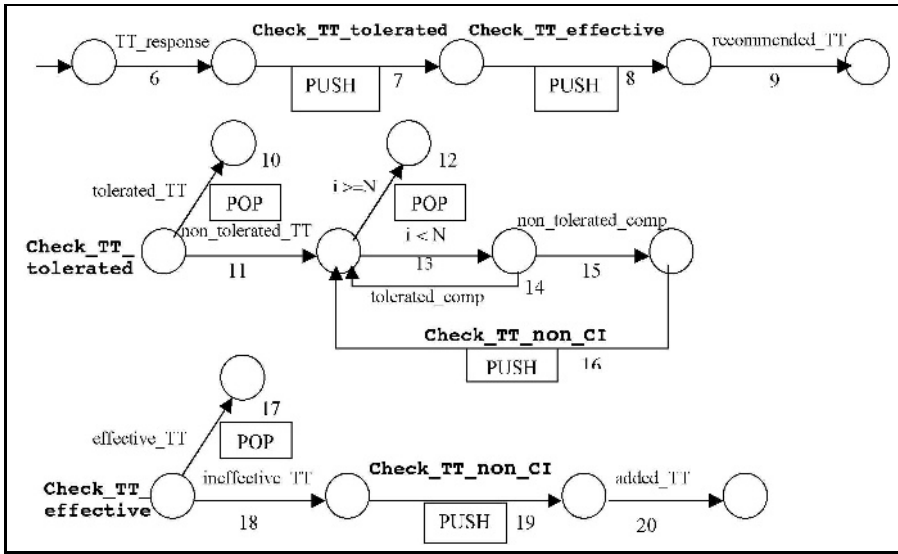 Check_TT_tolerated
Check_TT_effective
TT_response
recommended_TT
6
PUSH
7
PUSH
8
9
10
12
tolerated_TT
POP
i >=N
POP
non_tolerated_TT
i < N
non_tolerated_comp
Check_TT_
tolerated
11
13
14
15
tolerated_comp
Check_TT_non_CI
PUSH
16
17
effective_TT
POP
ineffective_TT
Check_TT_non_CI
added_TT
Check_TT_
effective
18
PUSH
19
20